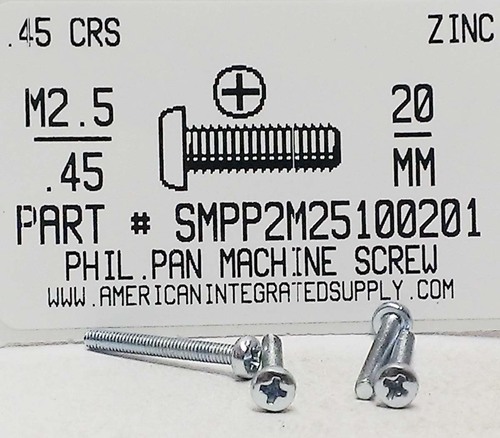 .45 CRS ZINC
M2.5 20
.45 MM
PART # SMPP2M25100201
PHIL.PAN MACHINE SCREW
WWW.AMERICANINTEGRATEDSUPPLY.COM